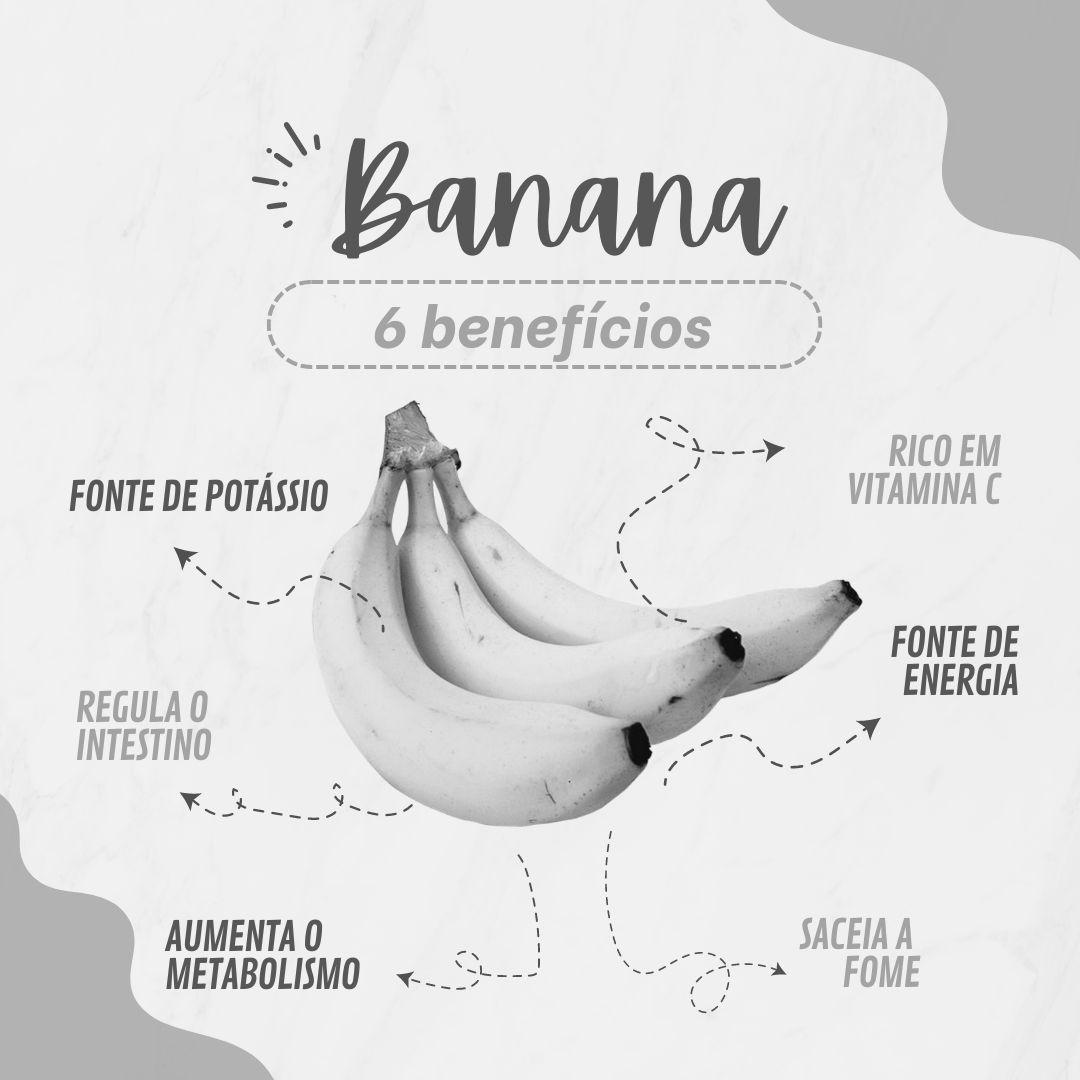 Banana
6 benefícios
FONTE DE POTÁSSIO
RICO EM
VITAMINA C
FONTE DE
ENERGIA
REGULA O
INTESTINO
AUMENTA O
METABOLISMO
SACEIA A
FOME